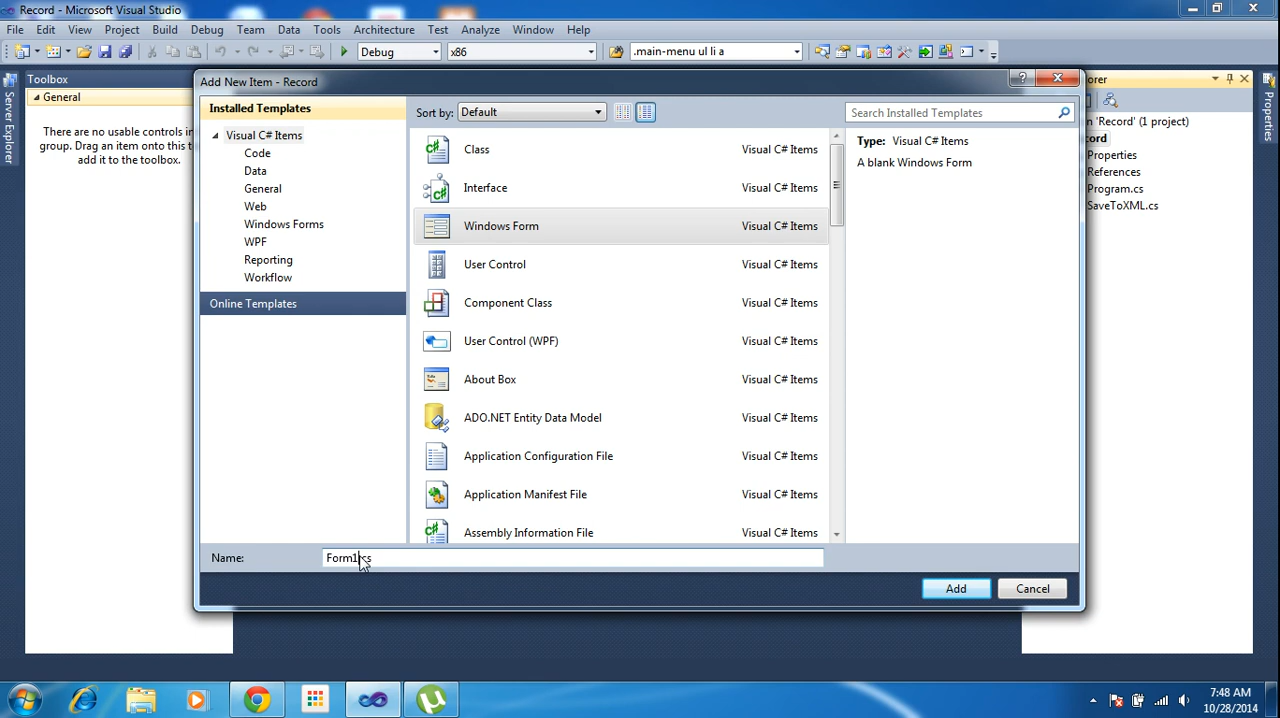 Record - Microsoft Visual Studio
File Edit View Project Build Debug Team Data Tools Architecture Test Analyze Window Help
Debug x86 .main-menu ul li a
Server Explorer
Toolbox
General
There are no usable controls in
group. Drag an item onto this t
add it to the toolbox.
Add New Item - Record
Installed Templates
Visual C# Items
Code
Data
General
Web
Windows Forms
WPF
Reporting
Workflow
Online Templates
Sort by: Default
Class Visual C# Items
Interface Visual C# Items
Windows Form Visual C# Items
User Control Visual C# Items
Component Class Visual C# Items
User Control (WPF) Visual C# Items
About Box Visual C# Items
ADO.NET Entity Data Model Visual C# Items
Application Configuration File Visual C# Items
Application Manifest File Visual C# Items
Assembly Information File Visual C# Items
Search Installed Templates
Type: Visual C# Items
A blank Windows Form
Name: Form1.cs
Add Cancel
orer
n 'Record' (1 project)
cord
Properties
References
Program.cs
SaveToXML.cs
Properties
7:48 AM
10/28/2014